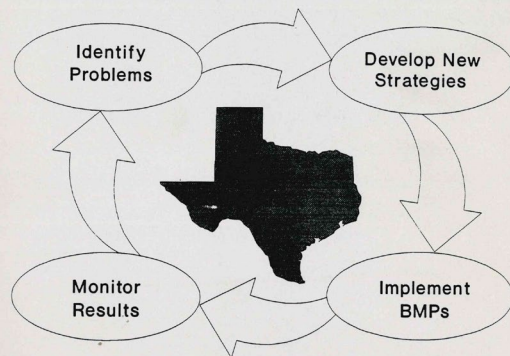 Identify
Problems
Develop New
Strategies
Implement
BMPs
Monitor
Results